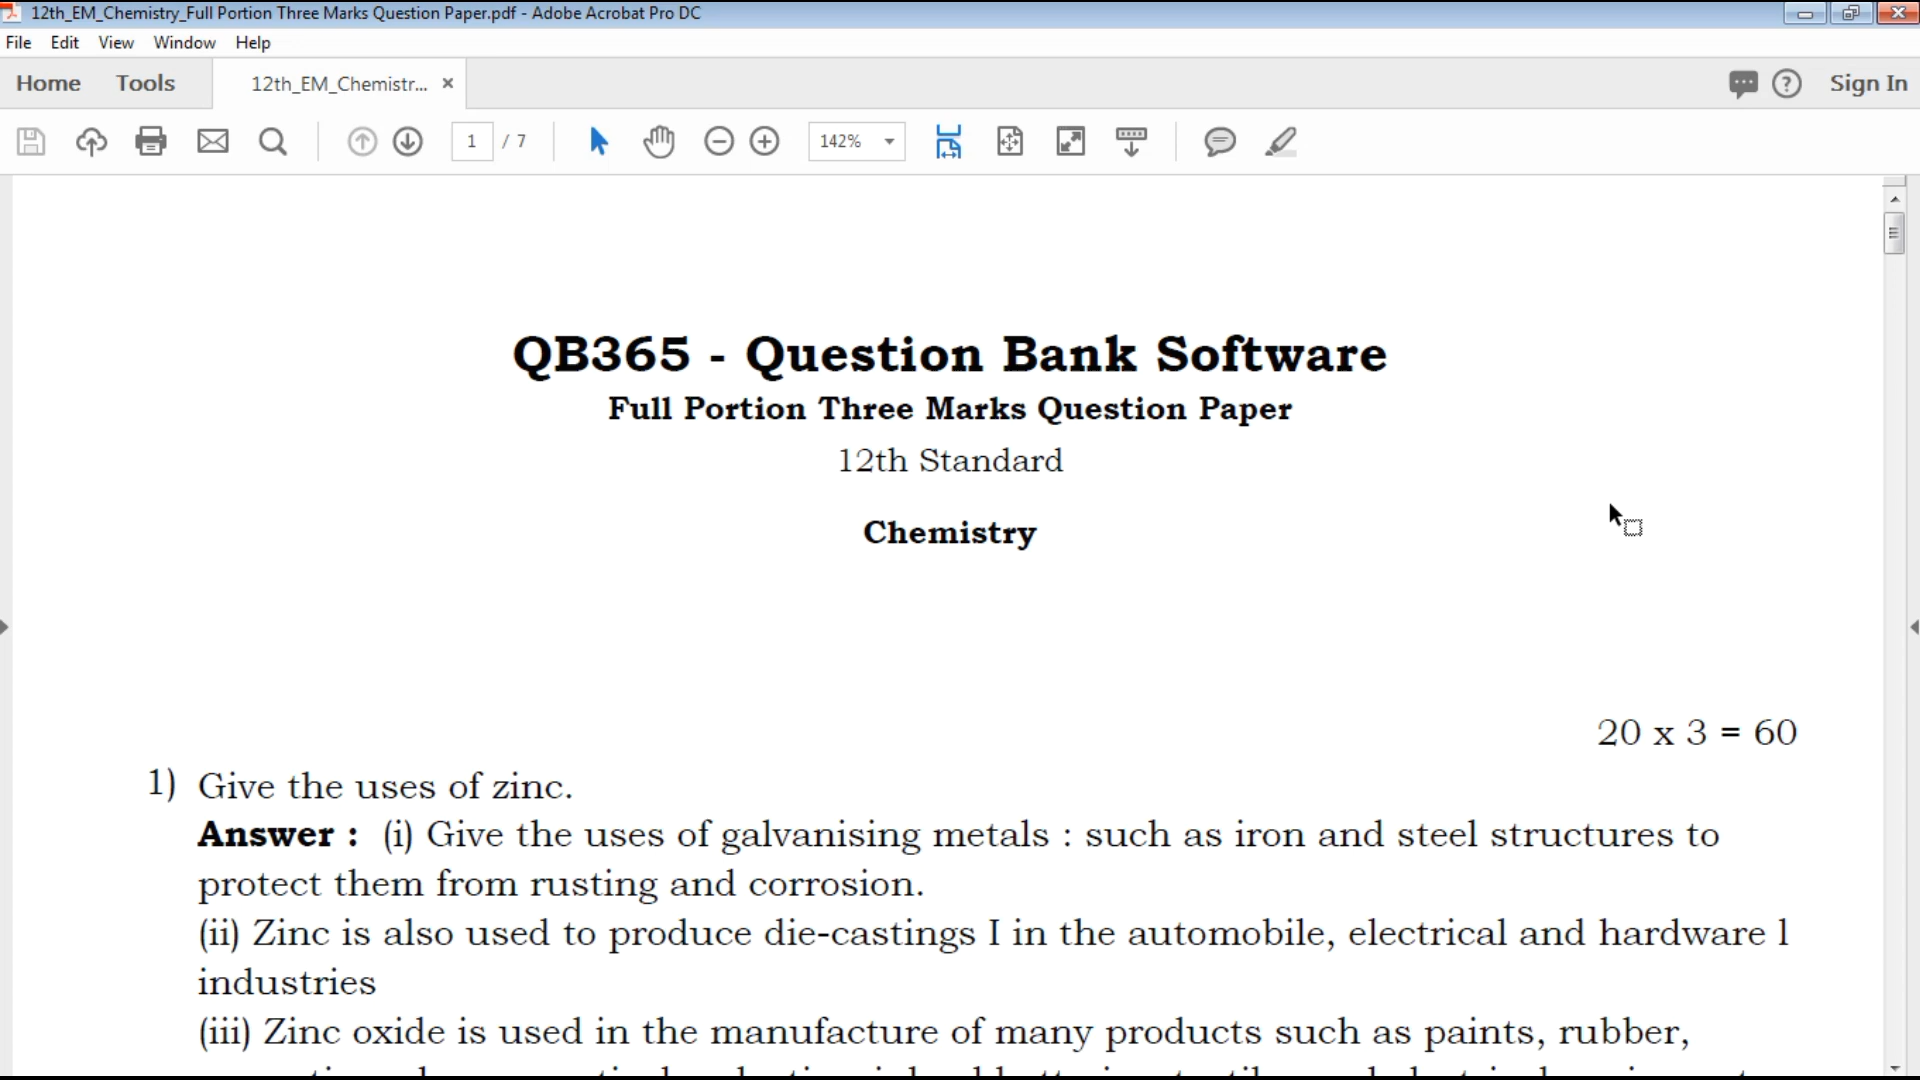 12th_EM_Chemistry_Full Portion Three Marks Question Paper.pdf - Adobe Acrobat Pro DC
File Edit View Window Help
Home Tools 12th_EM_Chemistr... × Sign In
1 / 7 142%
QB365 - Question Bank Software
Full Portion Three Marks Question Paper
12th Standard
Chemistry
20 x 3 = 60
1) Give the uses of zinc.
Answer : (i) Give the uses of galvanising metals : such as iron and steel structures to
protect them from rusting and corrosion.
(ii) Zinc is also used to produce die-castings I in the automobile, electrical and hardware l
industries
(iii) Zinc oxide is used in the manufacture of many products such as paints, rubber,